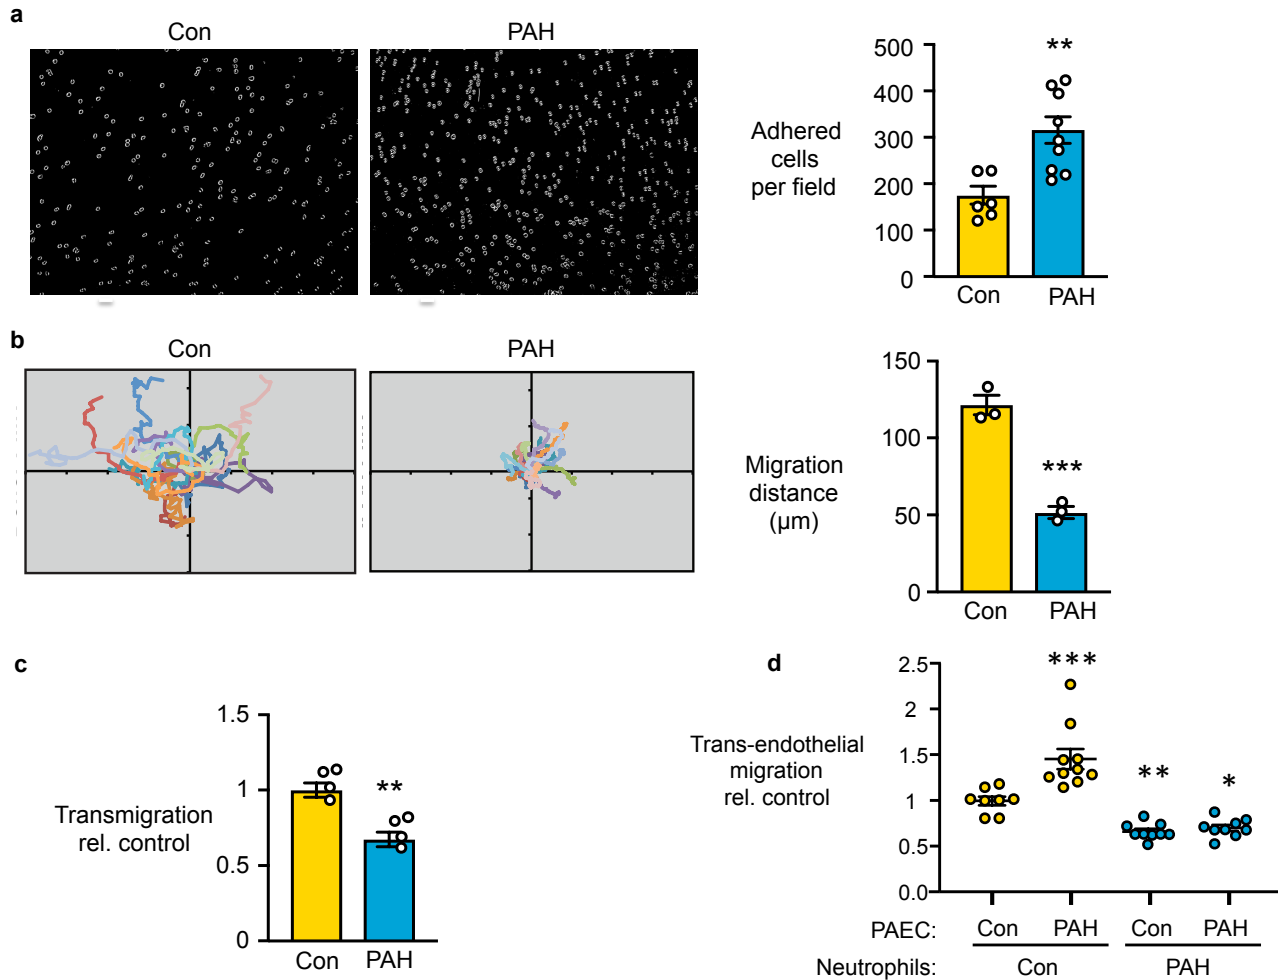 a
Con
PAH
Adhered
cells
per field
500
400
300
200
100
0
**
Con
PAH
b
Con
PAH
Migration
distance
(µm)
150
100
50
0
***
Con
PAH
c
Transmigration
rel. control
1.5
1
0.5
0
**
Con
PAH
d
Trans-endothelial
migration
rel. control
2.5
2
1.5
1.0
0.5
0.0
***
**
*
PAEC: Con PAH Con PAH
Neutrophils: Con PAH